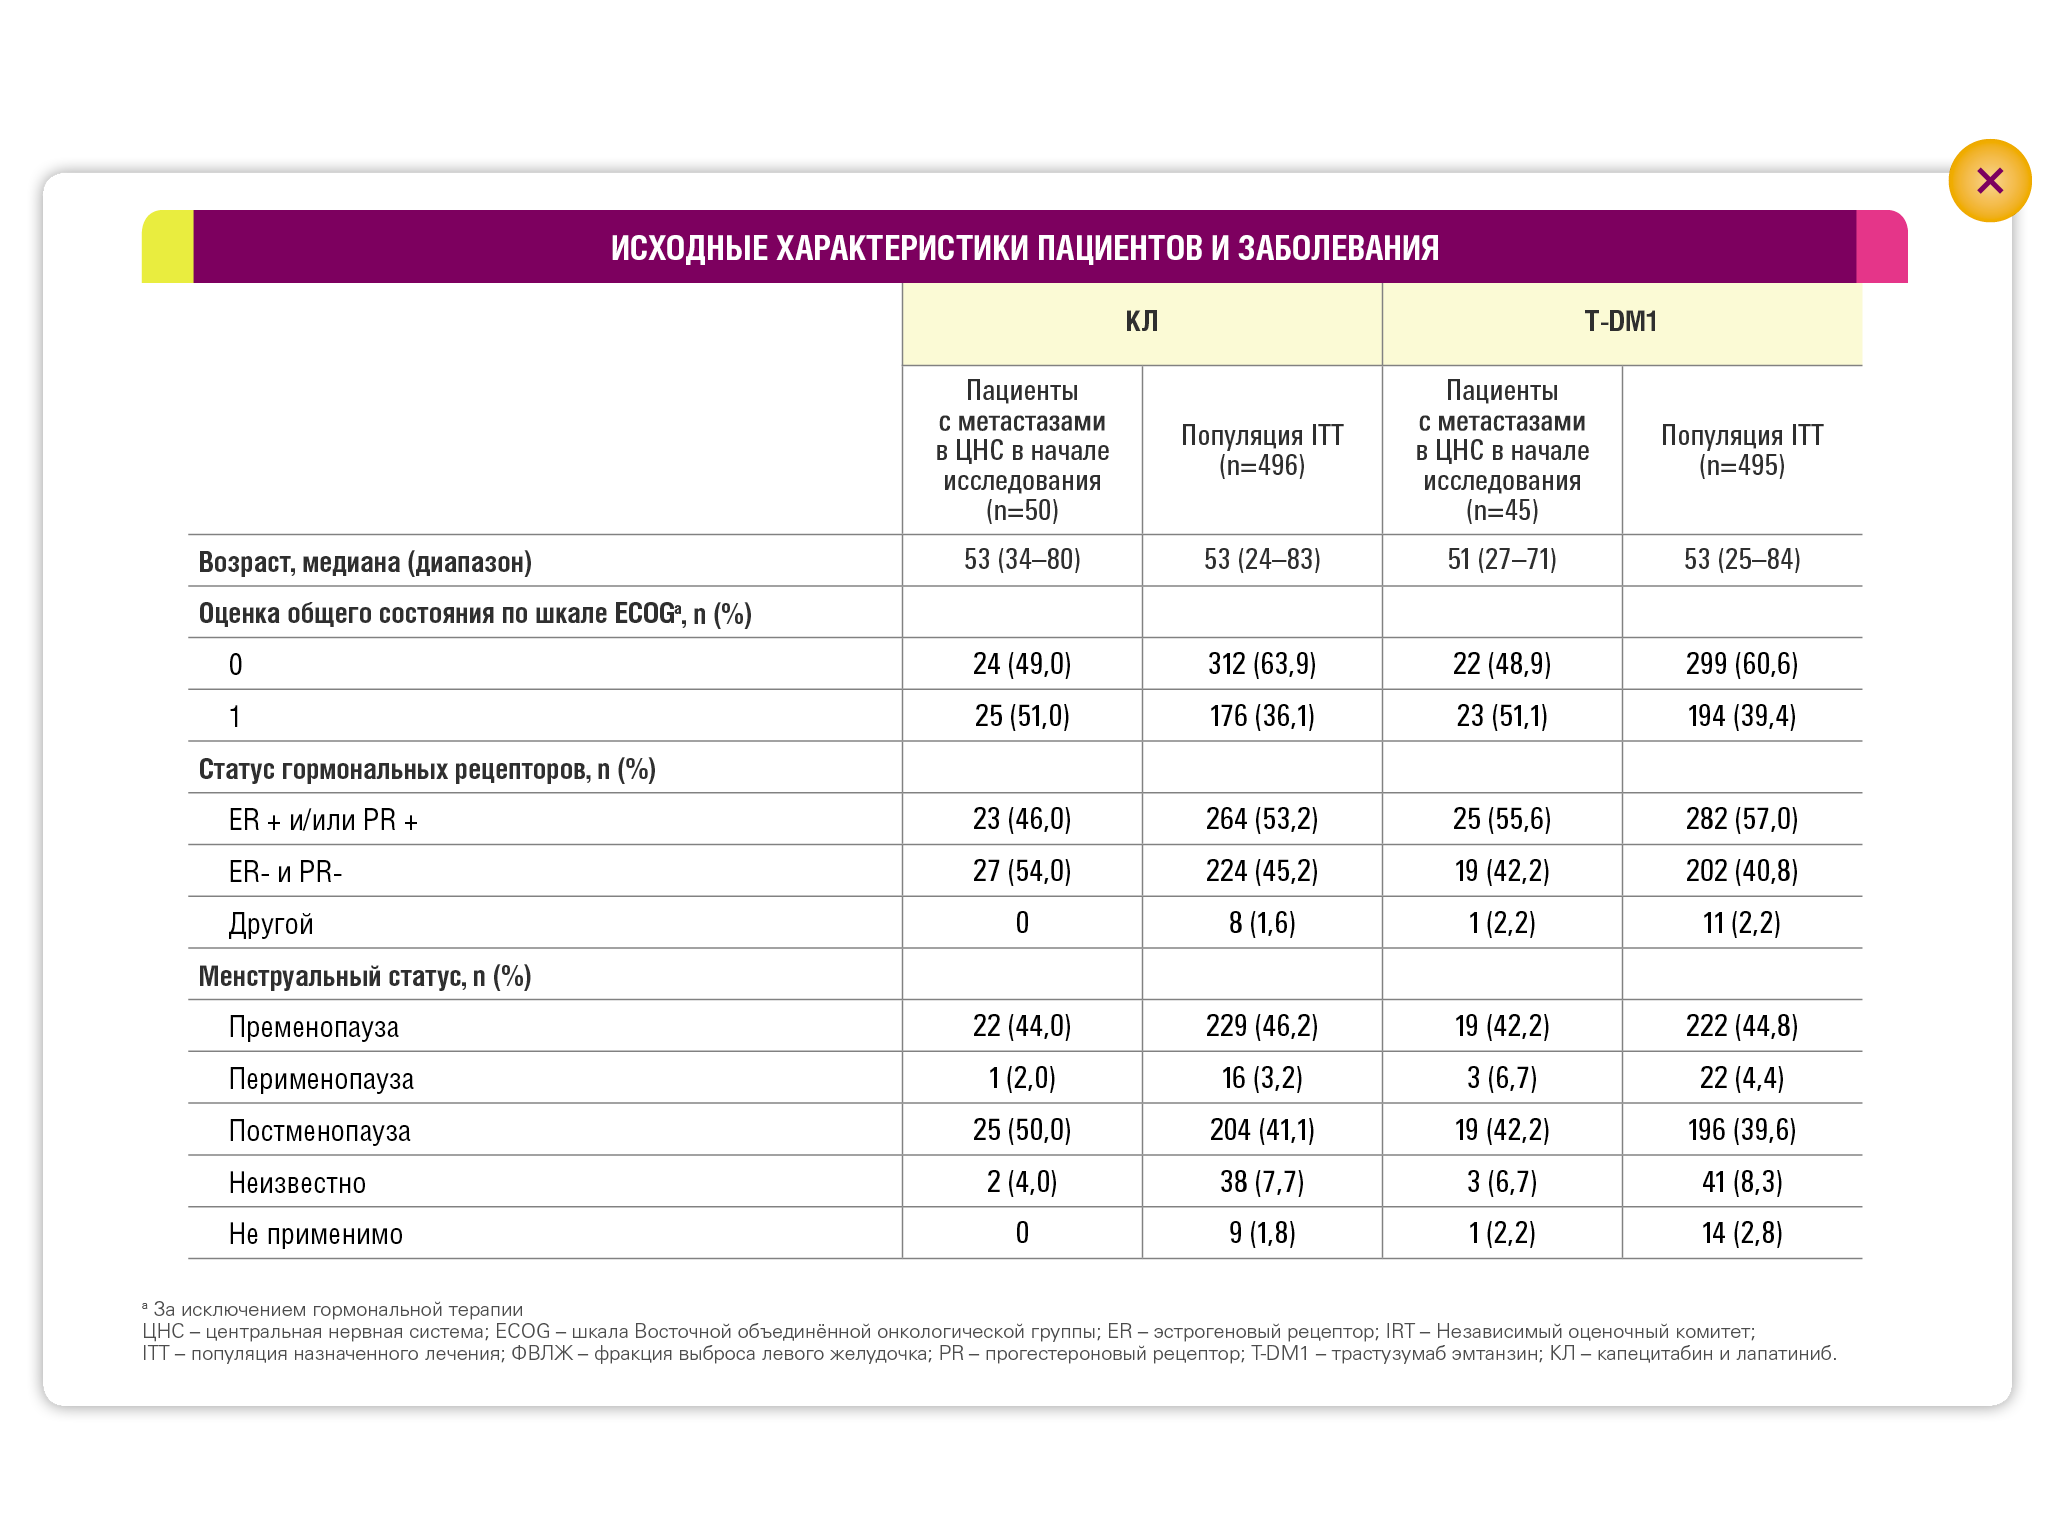 ИСХОДНЫЕ ХАРАКТЕРИСТИКИ ПАЦИЕНТОВ И ЗАБОЛЕВАНИЯ
КЛ T-DM1
Пациенты
с метастазами
в ЦНС в начале
исследования
(n=50)
Популяция ITT
(n=496)
Пациенты
с метастазами
в ЦНС в начале
исследования
(n=45)
Популяция ITT
(n=495)
Возраст, медиана (диапазон) 53 (34–80) 53 (24–83) 51 (27–71) 53 (25–84)
Оценка общего состояния по шкале ECOGª, n (%)
0 24 (49,0) 312 (63,9) 22 (48,9) 299 (60,6)
1 25 (51,0) 176 (36,1) 23 (51,1) 194 (39,4)
Статус гормональных рецепторов, n (%)
ER + и/или PR + 23 (46,0) 264 (53,2) 25 (55,6) 282 (57,0)
ER- и PR- 27 (54,0) 224 (45,2) 19 (42,2) 202 (40,8)
Другой 0 8 (1,6) 1 (2,2) 11 (2,2)
Менструальный статус, n (%)
Пременопауза 22 (44,0) 229 (46,2) 19 (42,2) 222 (44,8)
Перименопауза 1 (2,0) 16 (3,2) 3 (6,7) 22 (4,4)
Постменопауза 25 (50,0) 204 (41,1) 19 (42,2) 196 (39,6)
Неизвестно 2 (4,0) 38 (7,7) 3 (6,7) 41 (8,3)
Не применимо 0 9 (1,8) 1 (2,2) 14 (2,8)
ª За исключением гормональной терапии
ЦНС – центральная нервная система; ECOG – шкала Восточной объединённой онкологической группы; ER – эстрогеновый рецептор; IRT – Независимый оценочный комитет;
ITT – популяция назначенного лечения; ФВЛЖ – фракция выброса левого желудочка; PR – прогестероновый рецептор; T-DM1 – трастузумаб эмтанзин; КЛ – капецитабин и лапатиниб.